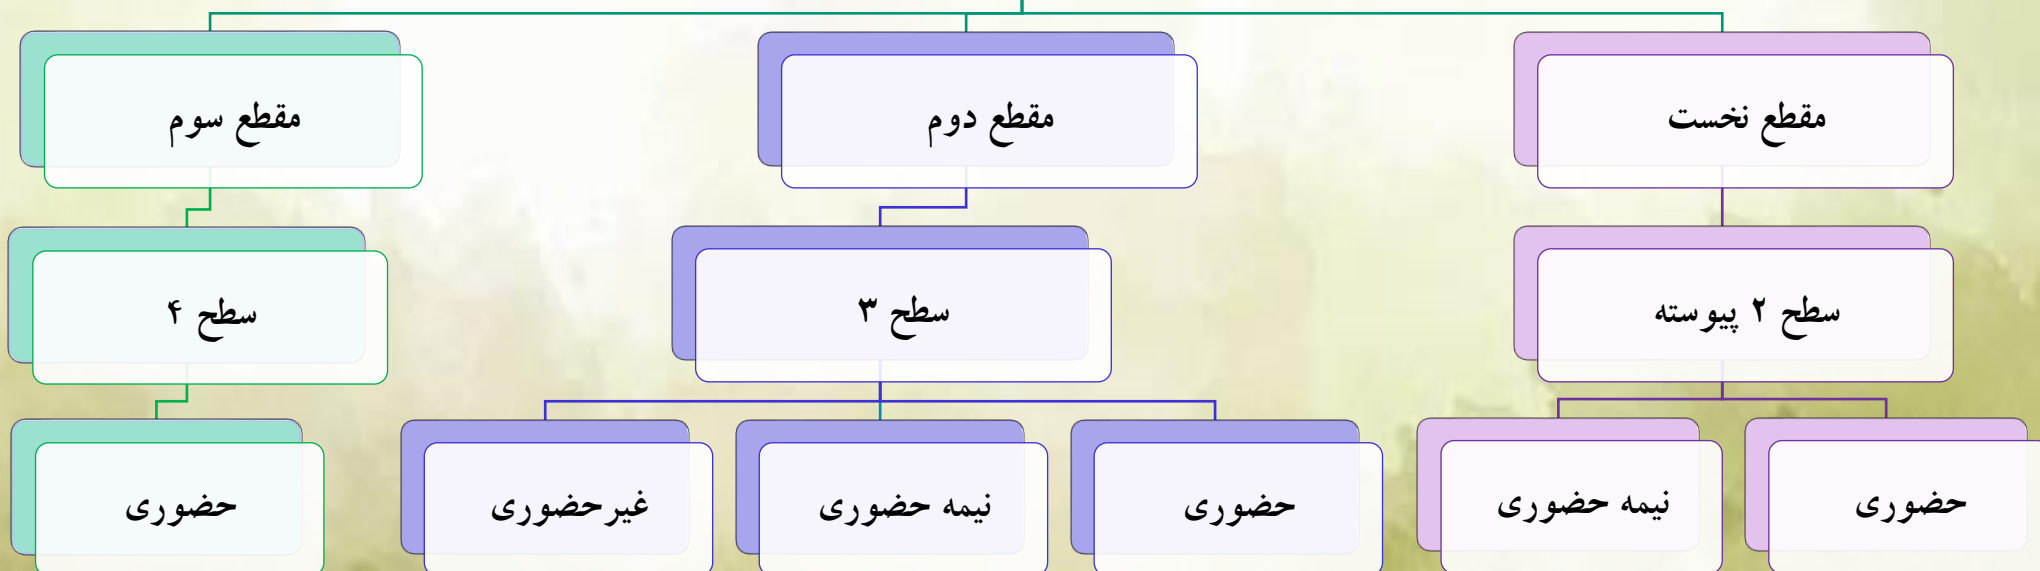 مقطع نخست
مقطع دوم
مقطع سوم
سطح ۲ پیوسته
سطح ۳
سطح ۴
حضوری
نیمه حضوری
حضوری
نیمه حضوری
غیرحضوری
حضوری